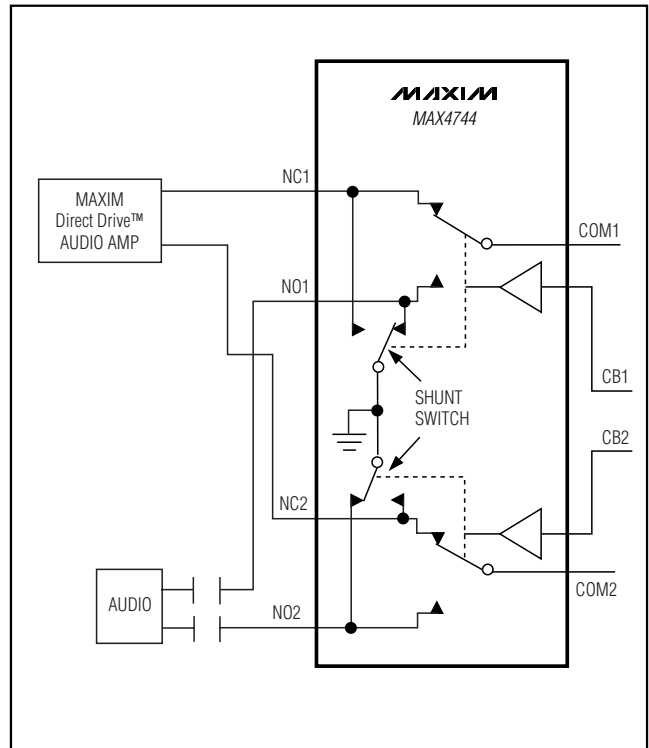 MAXIM
MAX4744
NC1
MAXIM
Direct Drive™
AUDIO AMP
COM1
NO1
CB1
SHUNT
SWITCH
CB2
NC2
COM2
AUDIO
NO2